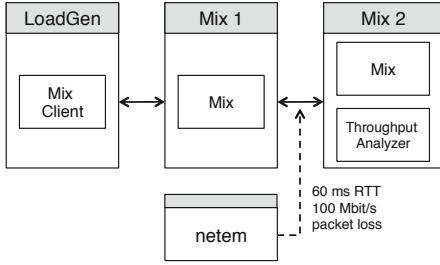 LoadGen
Mix 1
Mix 2
Mix
Client
Mix
Mix
Throughput
Analyzer
60 ms RTT
100 Mbit/s
packet loss
netem